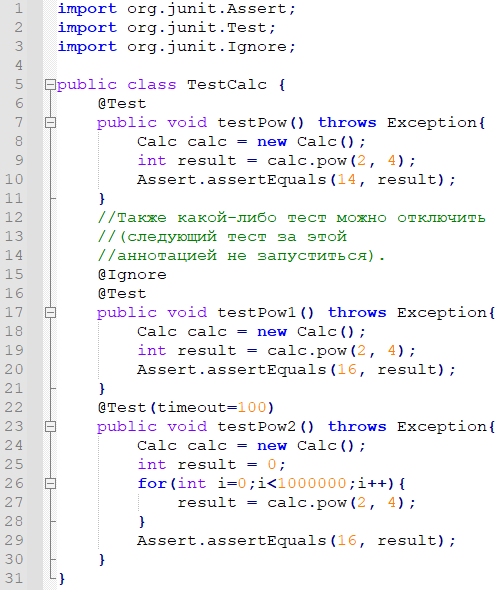 1 import org.junit.Assert;
2 import org.junit.Test;
3 import org.junit.Ignore;
4
5 public class TestCalc {
6 @Test
7 public void testPow() throws Exception{
8 Calc calc = new Calc();
9 int result = calc.pow(2, 4);
10 Assert.assertEquals(14, result);
11 }
12 //Также какой-либо тест можно отключить
13 //(следующий тест за этой
14 //аннотацией не запуститься).
15 @Ignore
16 @Test
17 public void testPow1() throws Exception{
18 Calc calc = new Calc();
19 int result = calc.pow(2, 4);
20 Assert.assertEquals(16, result);
21 }
22 @Test(timeout=100)
23 public void testPow2() throws Exception{
24 Calc calc = new Calc();
25 int result = 0;
26 for(int i=0;i<1000000;i++){
27 result = calc.pow(2, 4);
28 }
29 Assert.assertEquals(16, result);
30 }
31 }